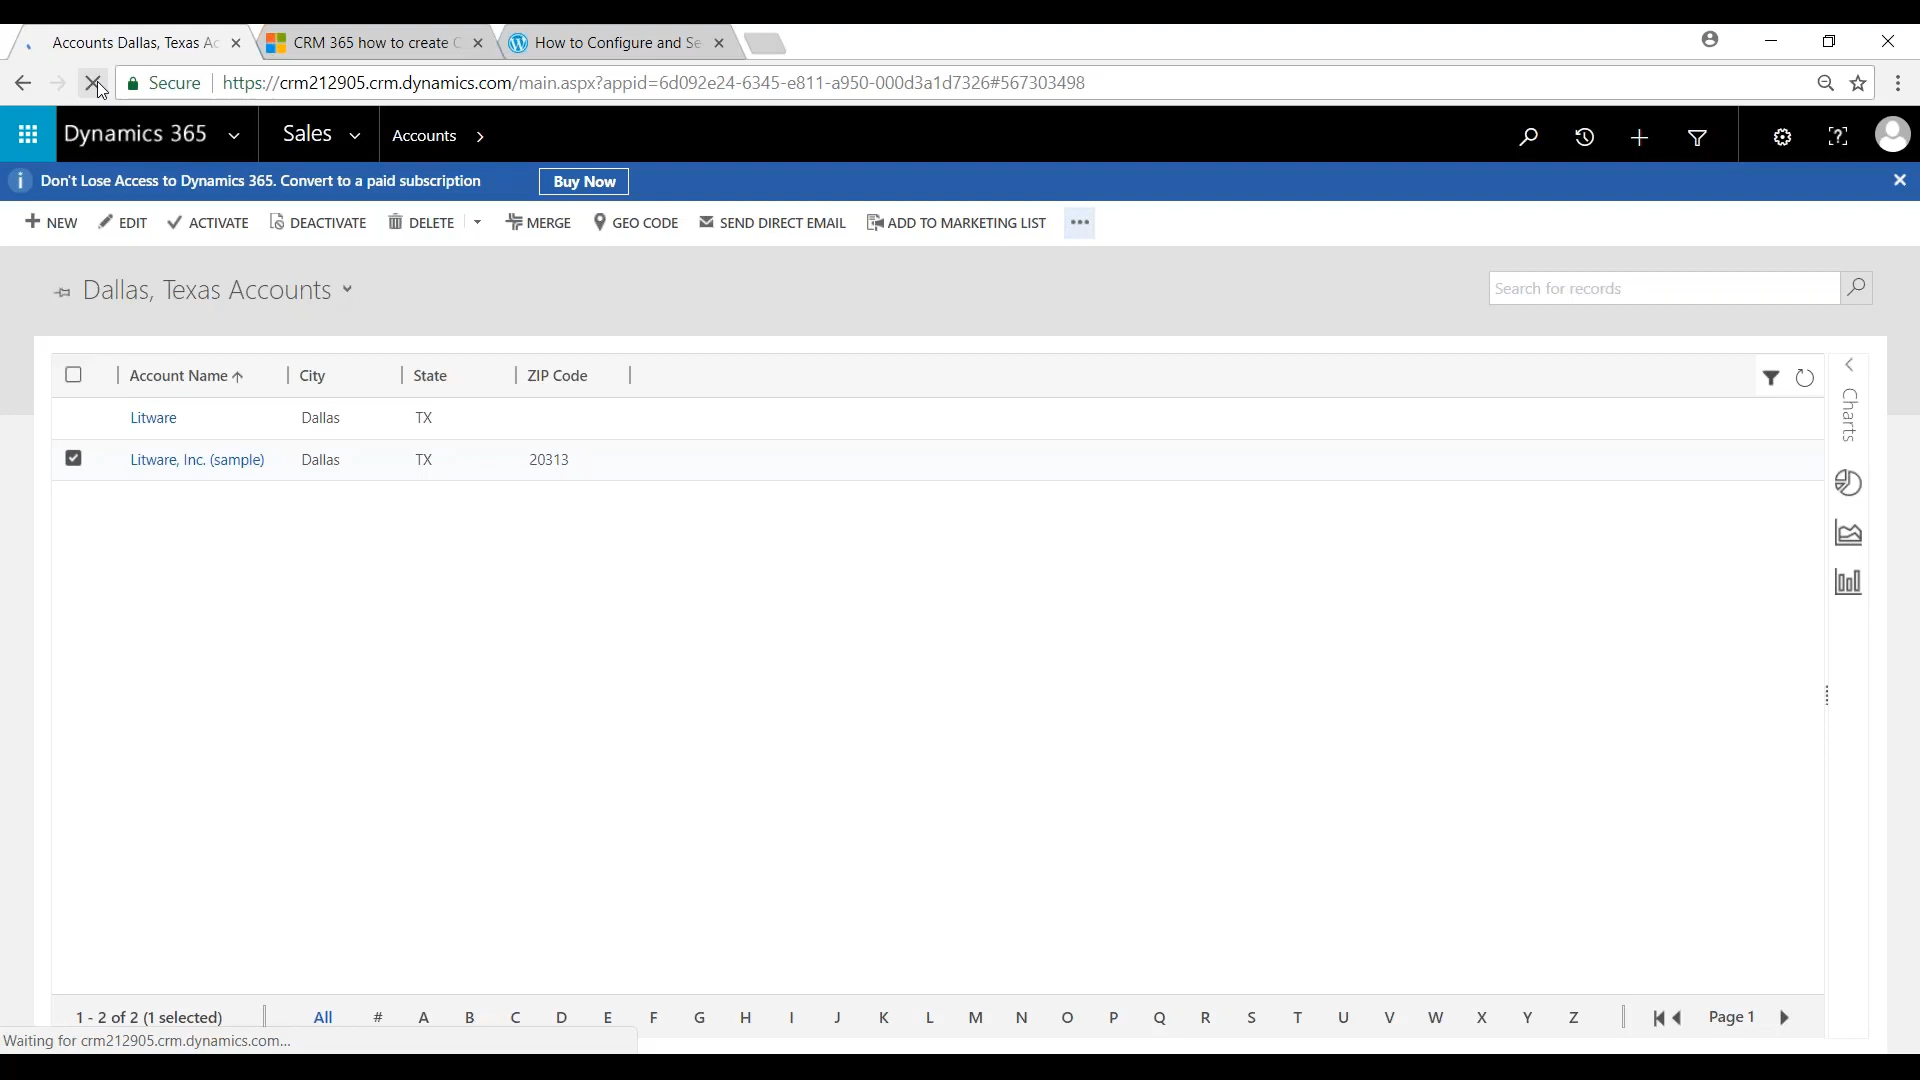 Accounts Dallas, Texas Ac
CRM 365 how to create C
How to Configure and Se
Secure https://crm212905.crm.dynamics.com/main.aspx?appid=6d092e24-6345-e811-a950-000d3a1d7326#567303498
Dynamics 365 Sales Accounts
Don't Lose Access to Dynamics 365. Convert to a paid subscription Buy Now
NEW EDIT ACTIVATE DEACTIVATE DELETE MERGE GEO CODE SEND DIRECT EMAIL ADD TO MARKETING LIST
Dallas, Texas Accounts
Search for records
Account Name City State ZIP Code
Litware Dallas TX
Litware, Inc. (sample) Dallas TX 20313
Charts
1 - 2 of 2 (1 selected) All # A B C D E F G H I J K L M N O P Q R S T U V W X Y Z Page 1
Waiting for crm212905.crm.dynamics.com...